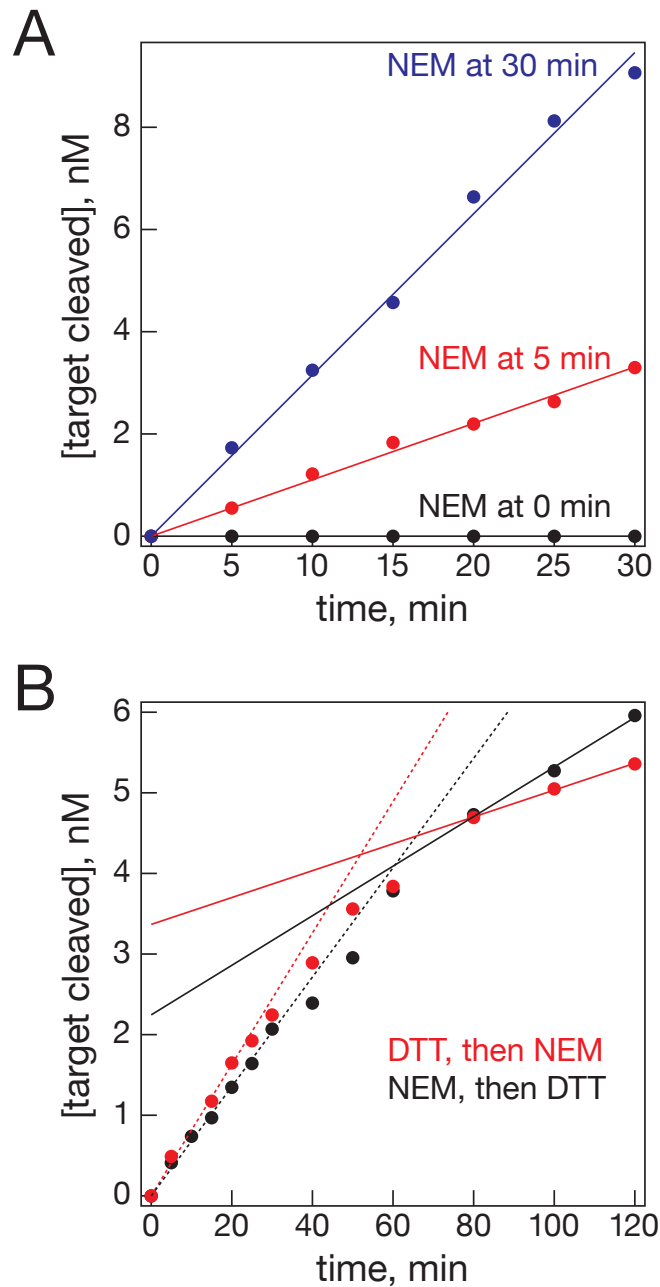 A
NEM at 30 min
NEM at 5 min
NEM at 0 min
[target cleaved], nM
8
6
4
2
0
0 5 10 15 20 25 30
time, min
B
[target cleaved], nM
6
5
4
3
2
1
0
DTT, then NEM
NEM, then DTT
0 20 40 60 80 100 120
time, min